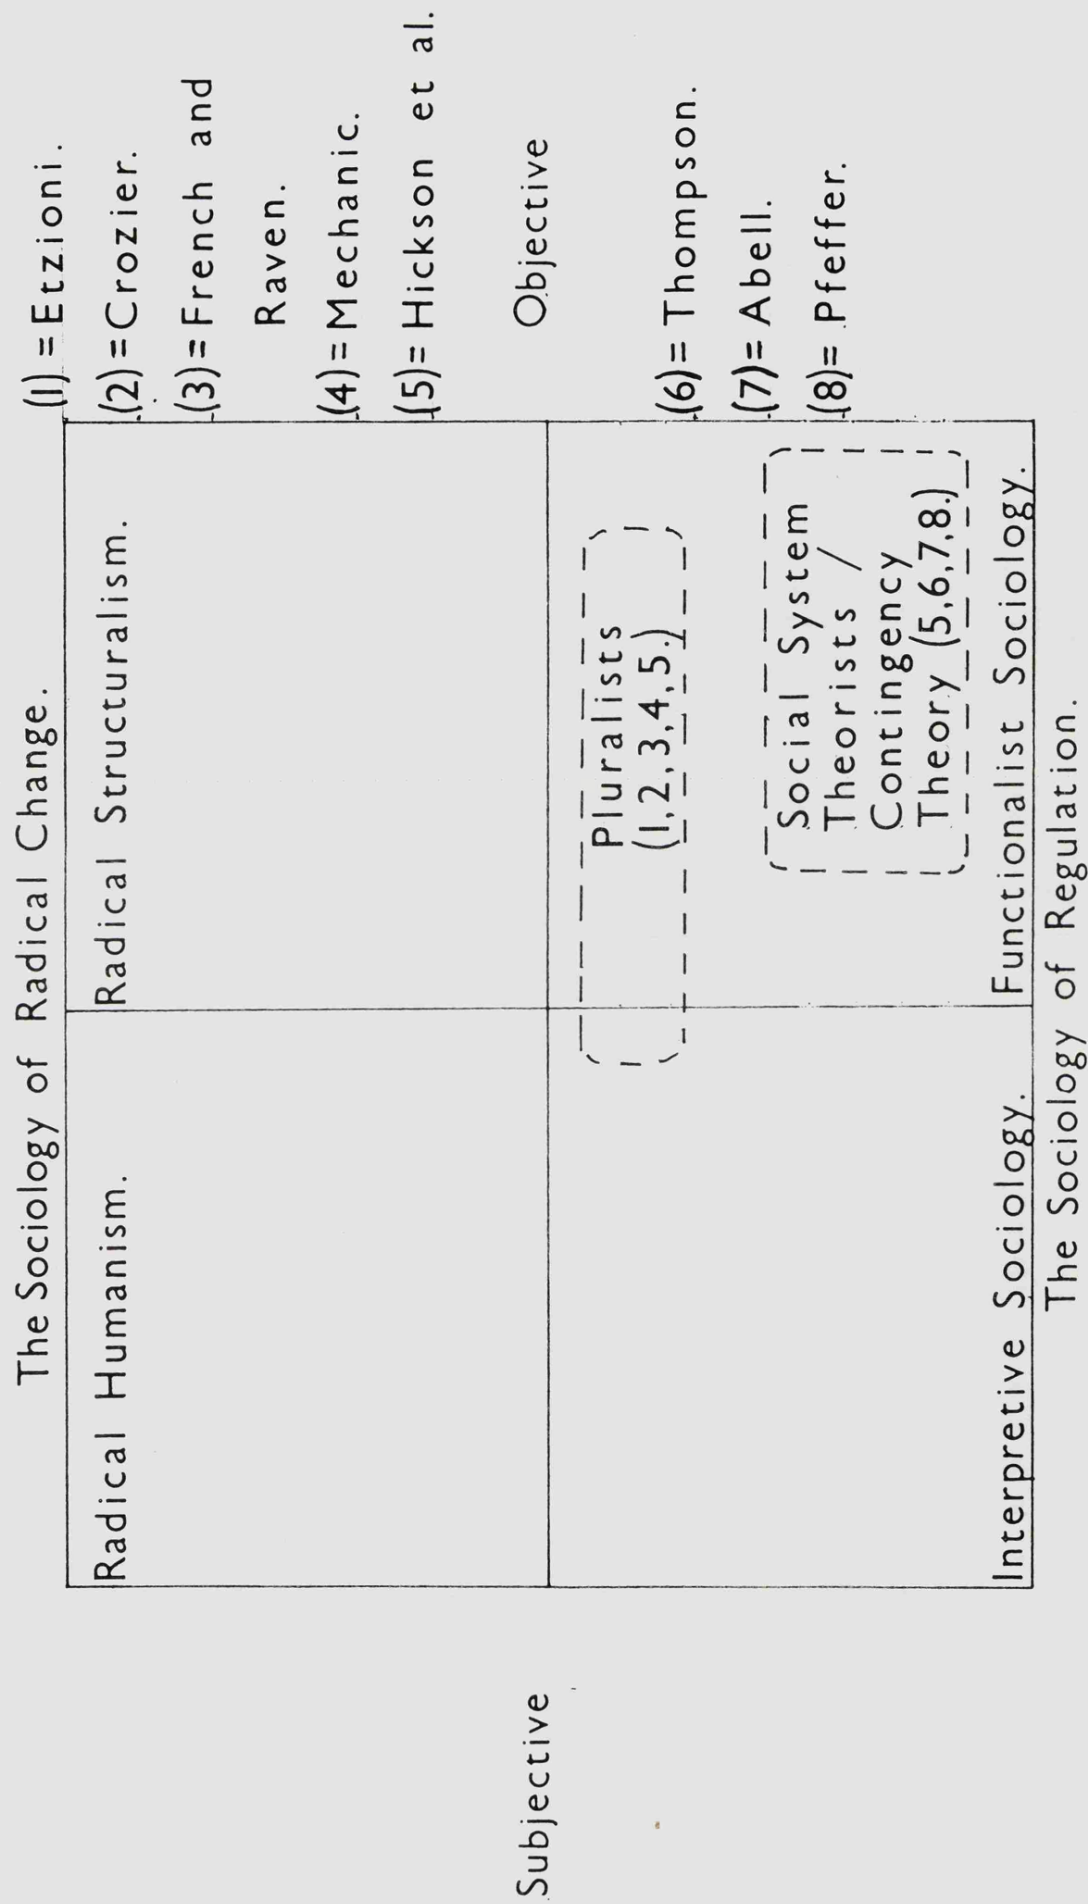 The Sociology of Radical Change.
Radical Humanism.
Radical Structuralism.
(1) = Etzioni.
(2) = Crozier.
(3) = French and
Raven.
(4) = Mechanic.
(5) = Hickson et al.
Subjective
Objective
Pluralists
(1,2,3,4,5.)
(6) = Thompson.
(7) = Abell.
(8) = Pfeffer.
Social System
Theorists /
Contingency
Theory (5,6,7,8.)
Interpretive Sociology.
Functionalist Sociology.
The Sociology of Regulation.